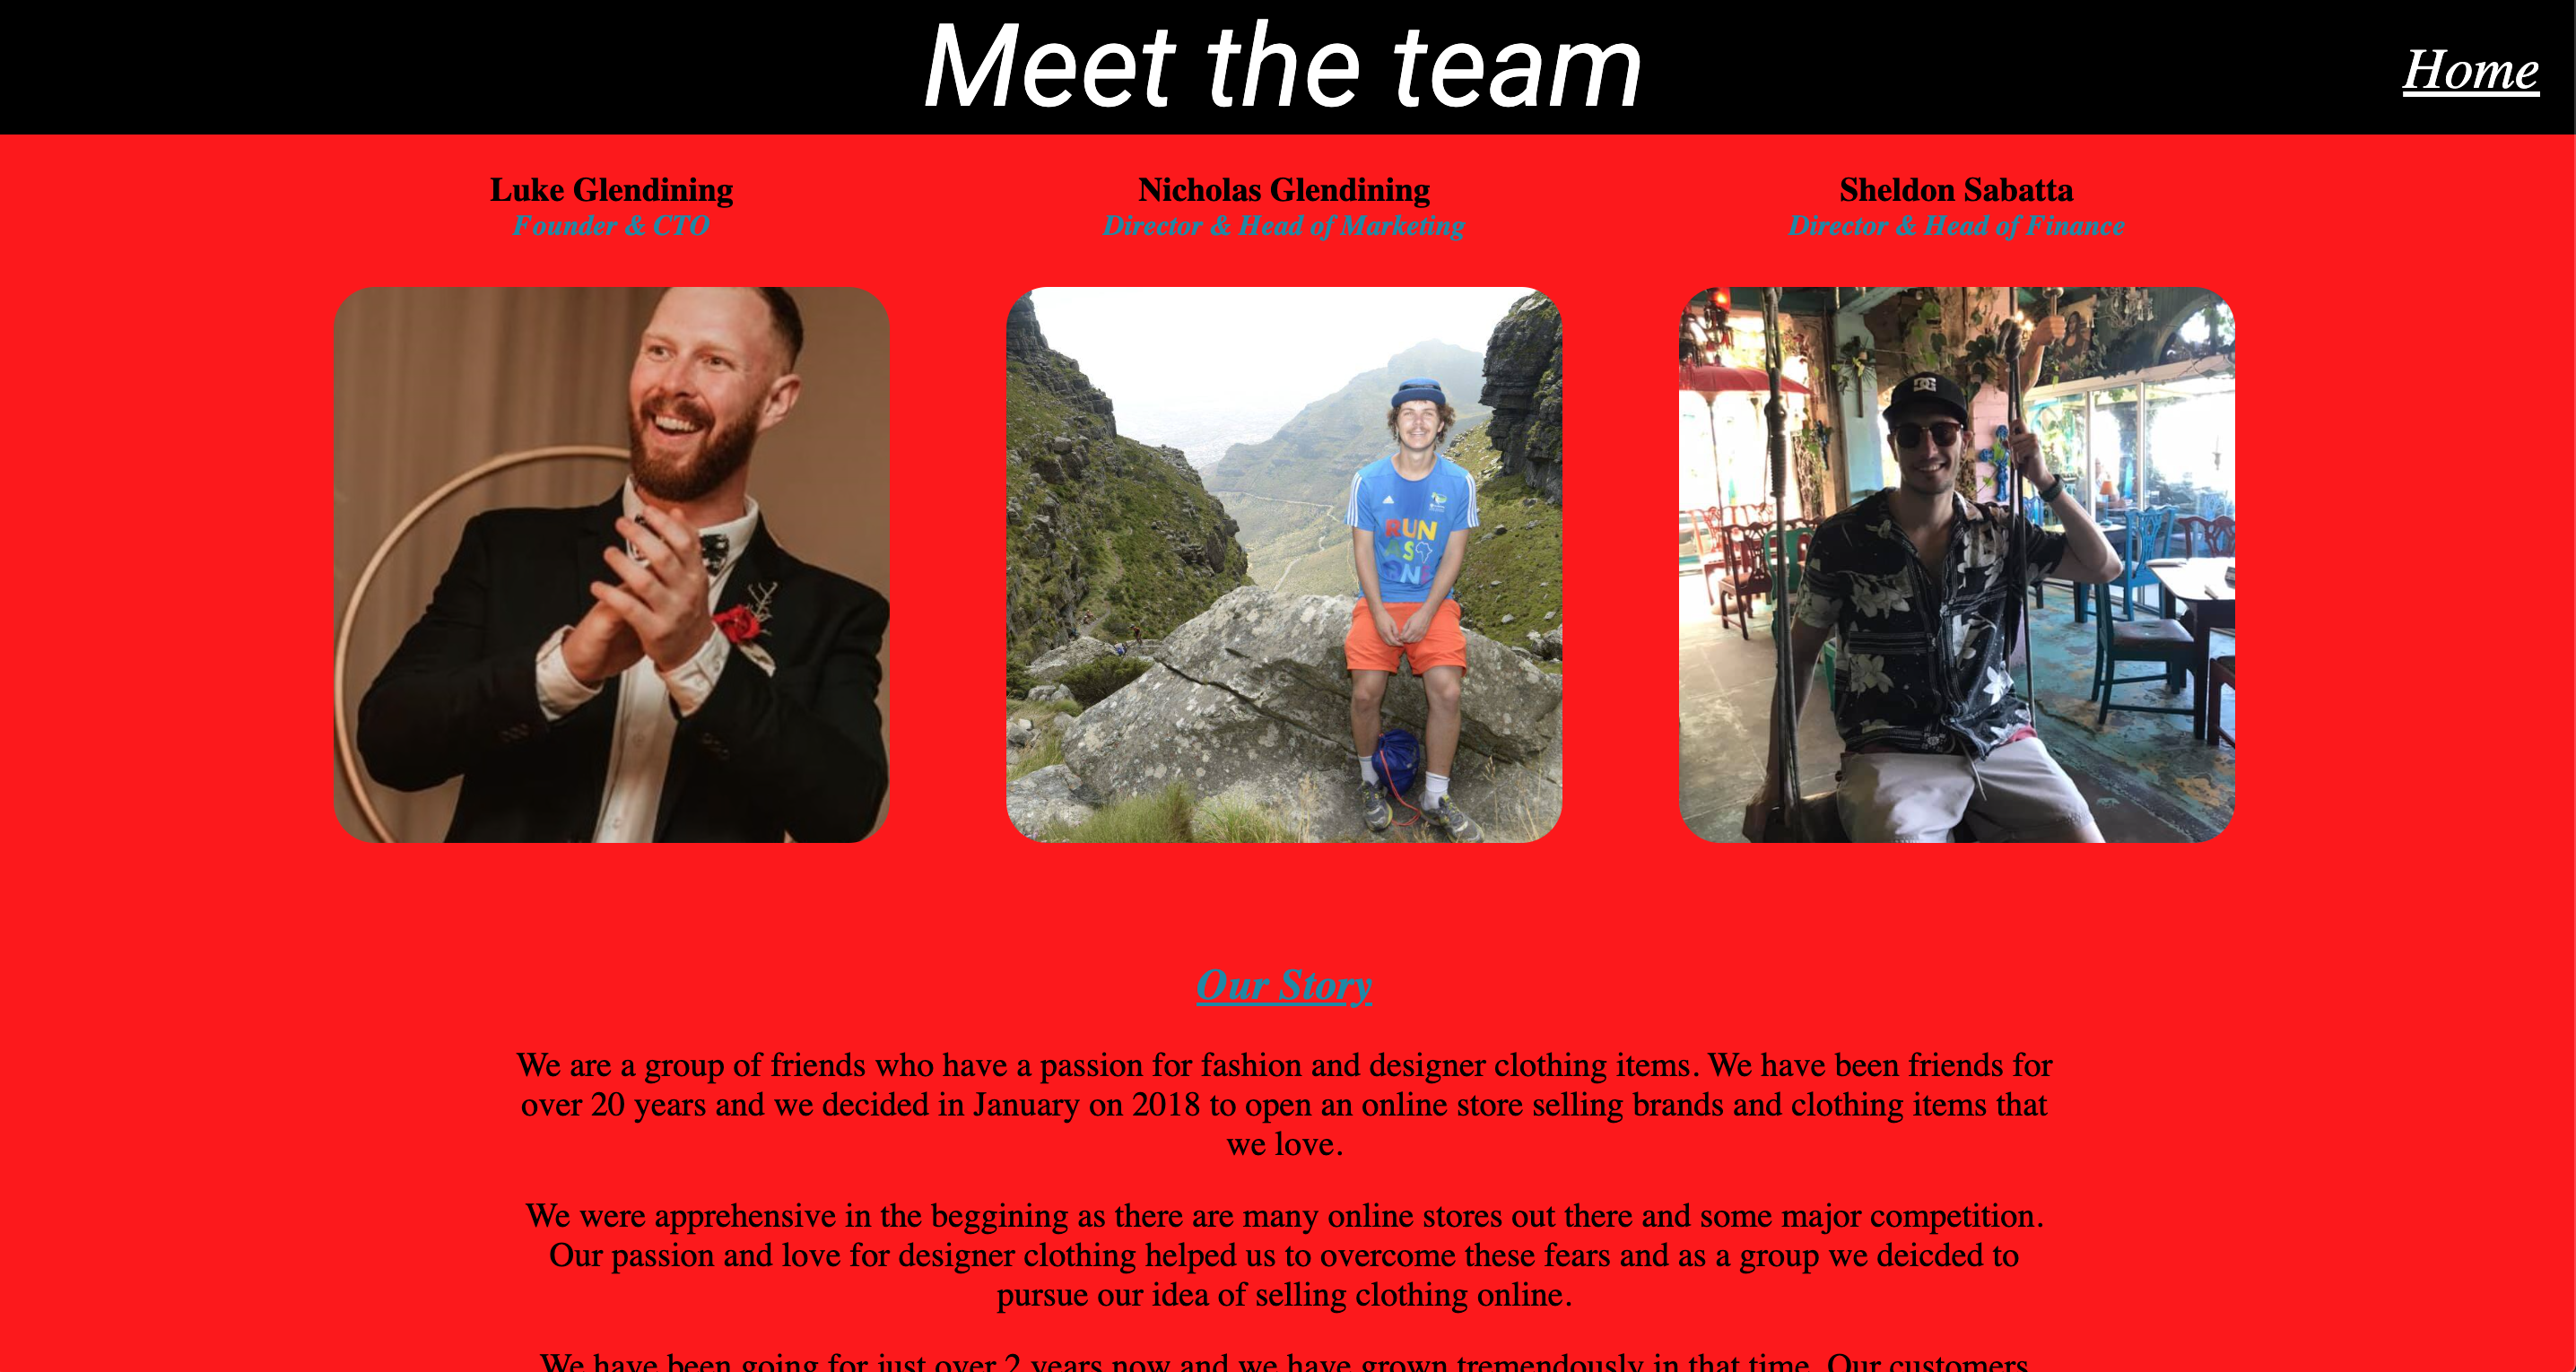 Meet the team
Home
Luke Glendining
Founder & CTO
Nicholas Glendining
Director & Head of Marketing
Sheldon Sabatta
Director & Head of Finance
RUN
AS
ONE
Our Story
We are a group of friends who have a passion for fashion and designer clothing items. We have been friends for
over 20 years and we decided in January on 2018 to open an online store selling brands and clothing items that
we love.
We were apprehensive in the beggining as there are many online stores out there and some major competition.
Our passion and love for designer clothing helped us to overcome these fears and as a group we deicded to
pursue our idea of selling clothing online.
We have been going for just over 2 years now and we have grown tremendously in that time. Our customers